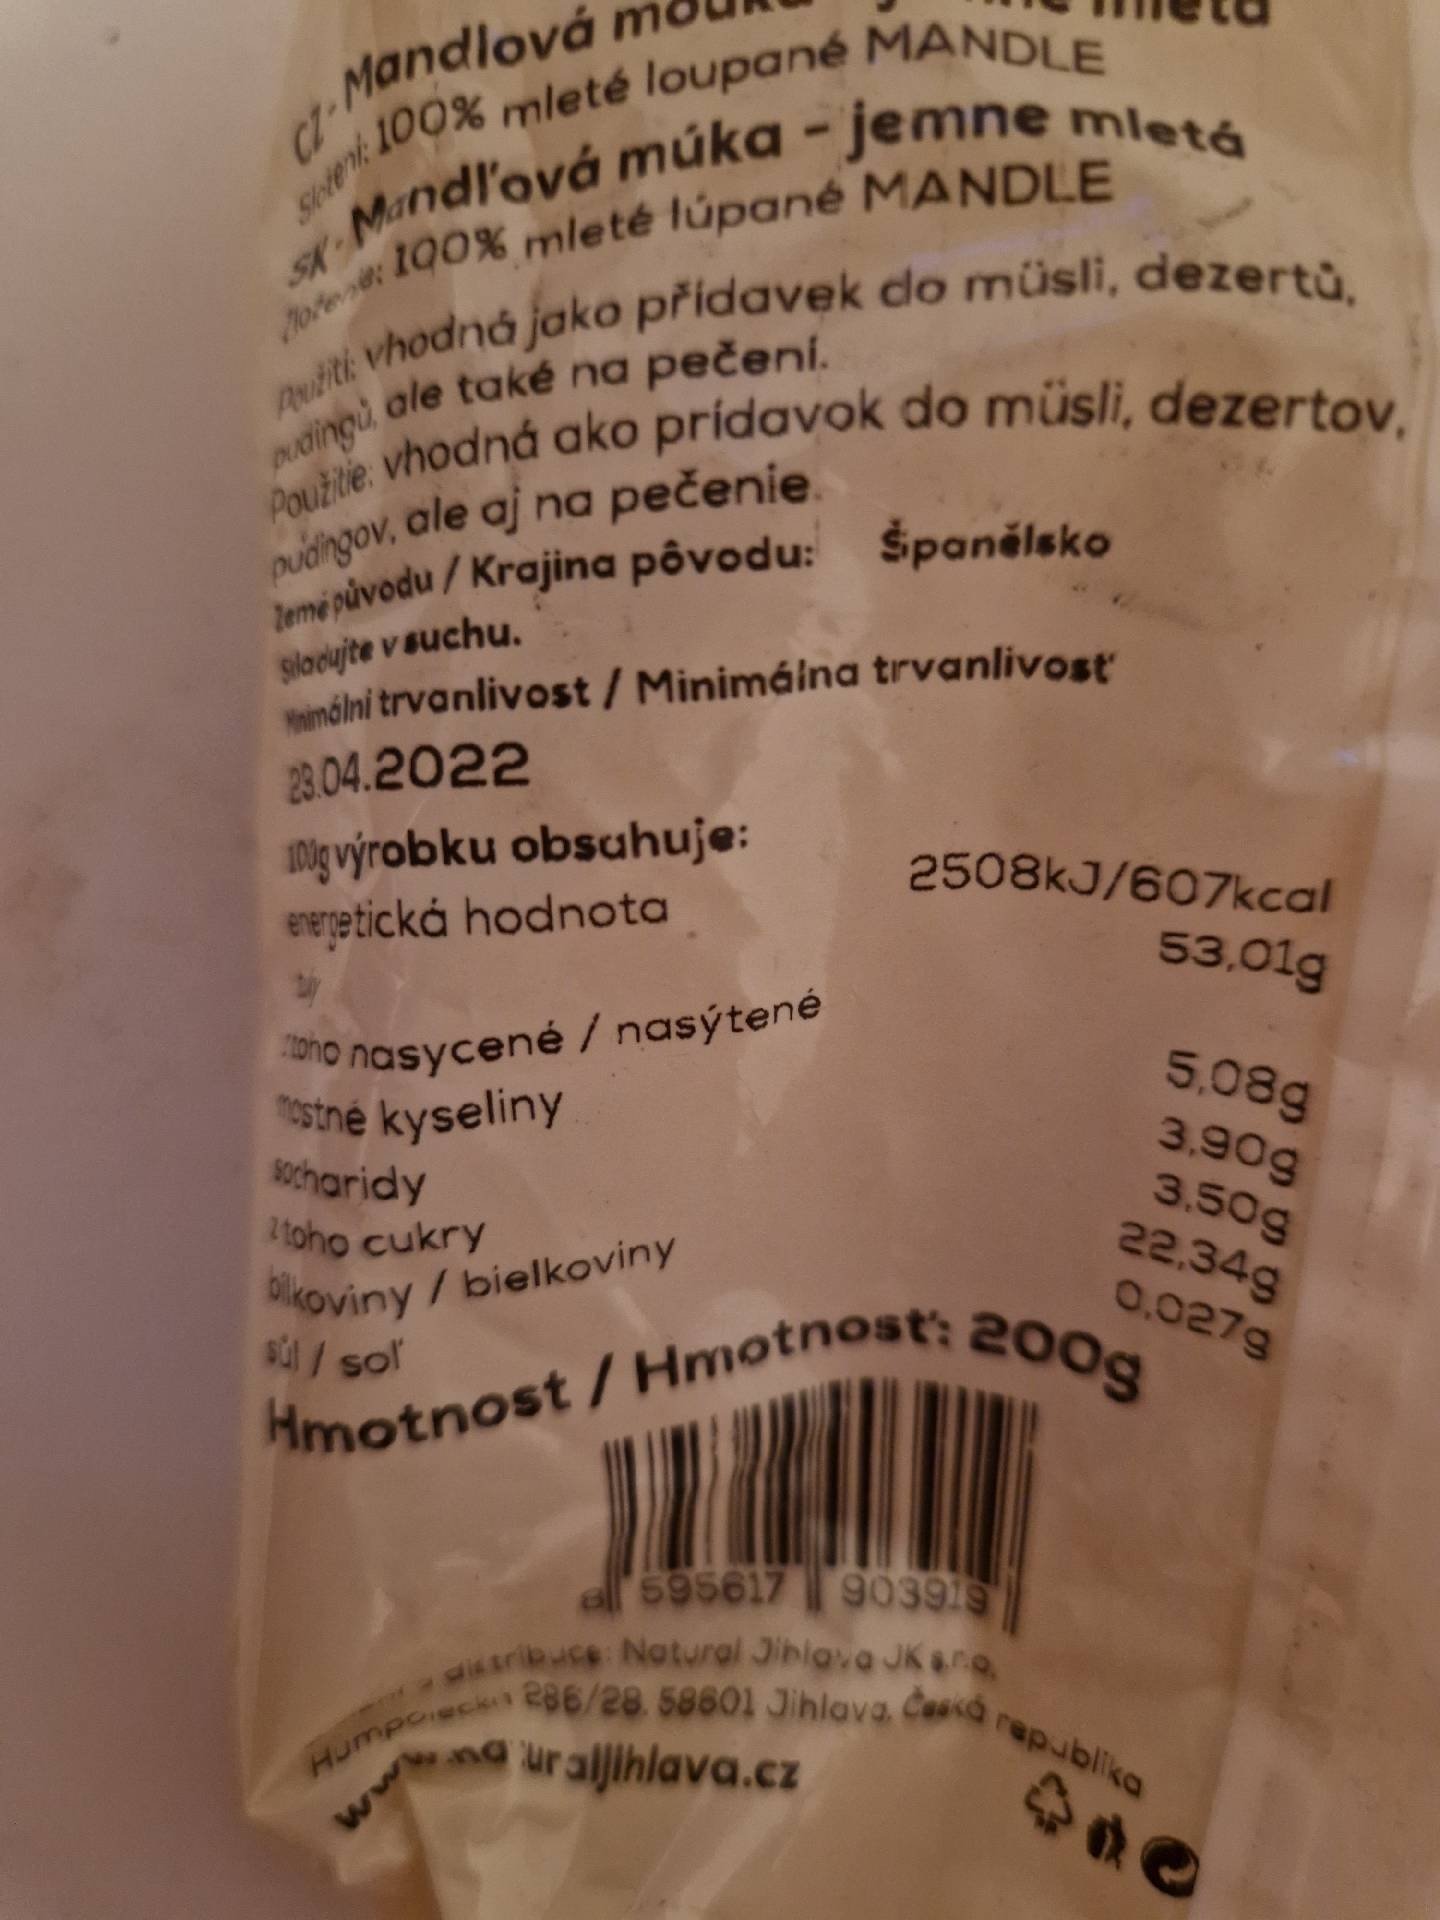 CZ - Mandlová mouka - jemně mletá
Složení: 100% mleté loupané MANDLE
SK - Mandľová múka - jemne mletá
Zloženie: 100% mleté lúpané MANDLE
Použití: vhodná jako přídavek do müsli, dezertů,
pudingů, ale také na pečení.
Použitie: vhodná ako prídavok do müsli, dezertov,
pudingov, ale aj na pečenie.
Země původu / Krajina pôvodu: Španělsko
Skladujte v suchu.
Minimální trvanlivost / Minimálna trvanlivosť
23.04.2022
100g výrobku obsahuje:
energetická hodnota 2508kJ/607kcal
tuky 53,01g
z toho nasycené / nasýtené
mastné kyseliny 5,08g
sacharidy 3,90g
z toho cukry 3,50g
bílkoviny / bielkoviny 22,34g
sůl / soľ 0,027g
Hmotnost / Hmotnosť: 200g
8 595617 903919
distribuce: Natural Jihlava JK s.r.o.
Humpolecká 286/28, 58601 Jihlava, Česká republika
www.naturaljihlava.cz